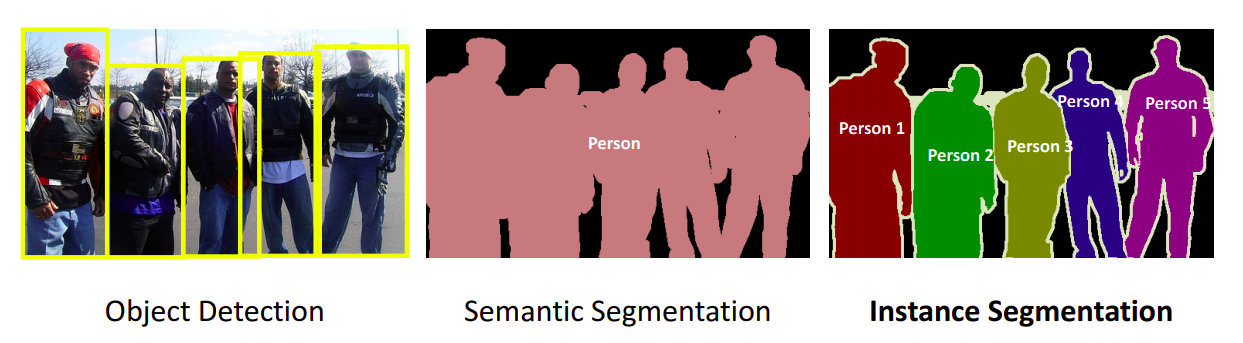 Person
Person 1
Person 2
Person 3
Person 4
Person 5
Object Detection
Semantic Segmentation
Instance Segmentation